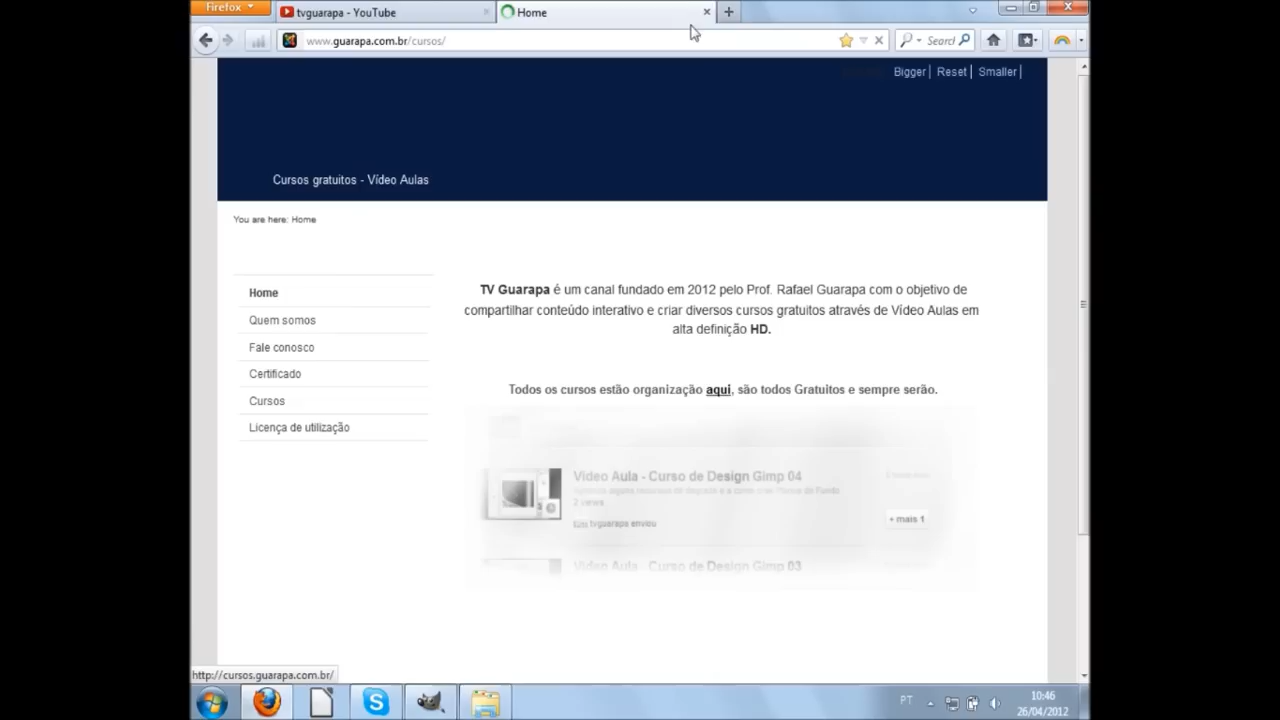 Firefox
tvguarapa - YouTube
Home
www.guarapa.com.br/cursos/
Search
Bigger| Reset| Smaller|
Cursos gratuitos - Vídeo Aulas
You are here: Home
Home
Quem somos
Fale conosco
Certificado
Cursos
Licença de utilização
TV Guarapa é um canal fundado em 2012 pelo Prof. Rafael Guarapa com o objetivo de
compartilhar conteúdo interativo e criar diversos cursos gratuitos através de Vídeo Aulas em
alta definição HD.
Todos os cursos estão organização aqui, são todos Gratuitos e sempre serão.
Vídeo Aula - Curso de Design Gimp 04
2 views
tvguarapa enviou
+ mais 1
Vídeo Aula - Curso de Design Gimp 03
http://cursos.guarapa.com.br/
PT
10:46
26/04/2012